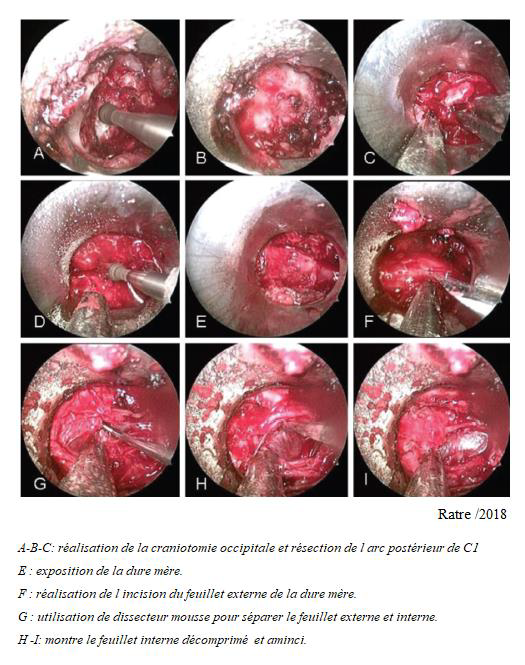 A
B
C
D
E
F
G
H
I
Ratre /2018
A-B-C: réalisation de la craniotomie occipitale et résection de l arc postérieur de C1
E : exposition de la dure mère.
F : réalisation de l incision du feuillet externe de la dure mère.
G : utilisation de dissecteur mousse pour séparer le feuillet externe et interne.
H -I: montre le feuillet interne décomprimé et aminci.